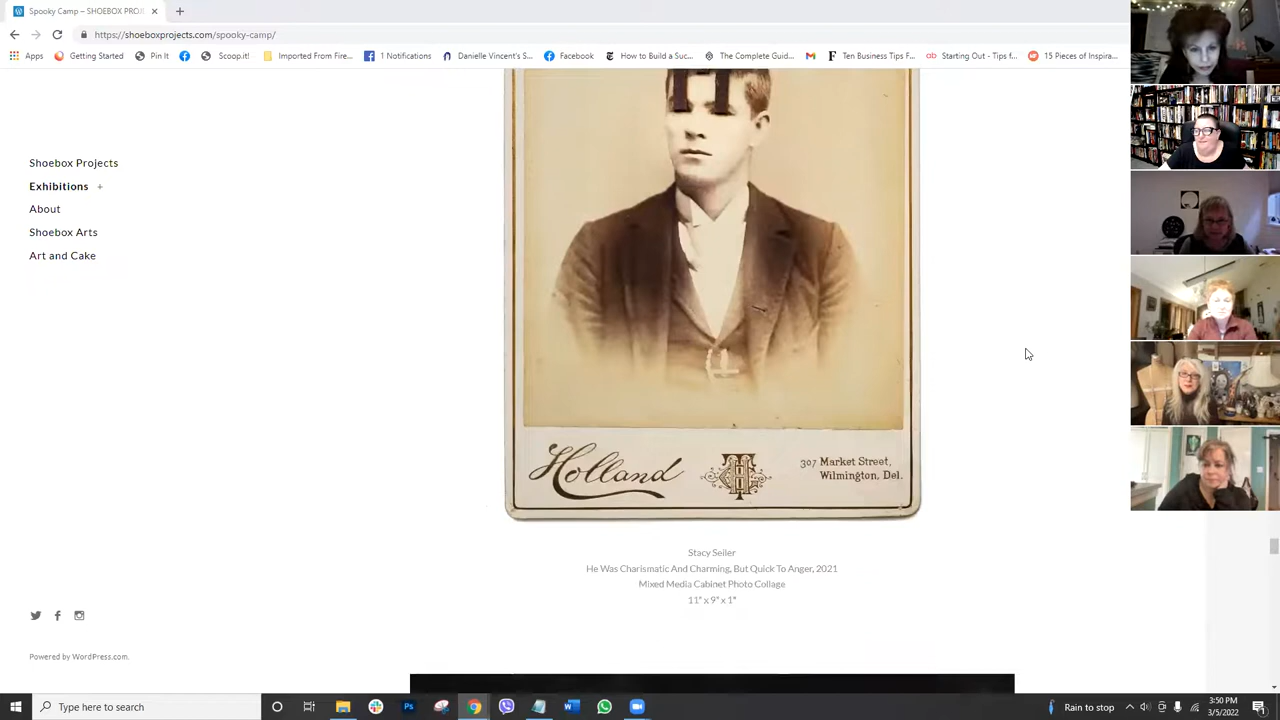 Spooky Camp – SHOEBOX PROJ
https://shoeboxprojects.com/spooky-camp/
Apps
Getting Started
Pin It
Scoop.it!
Imported From Fire...
1 Notifications
Danielle Vincent's S...
Facebook
How to Build a Suc...
The Complete Guid...
Ten Business Tips F...
Starting Out - Tips f...
15 Pieces of Inspira...
Shoebox Projects
Exhibitions +
About
Shoebox Arts
Art and Cake
Holland
307 Market Street,
Wilmington, Del.
Stacy Seiler
He Was Charismatic And Charming, But Quick To Anger, 2021
Mixed Media Cabinet Photo Collage
11" x 9" x 1"
Powered by WordPress.com.
Type here to search
Rain to stop
3:50 PM
3/5/2022